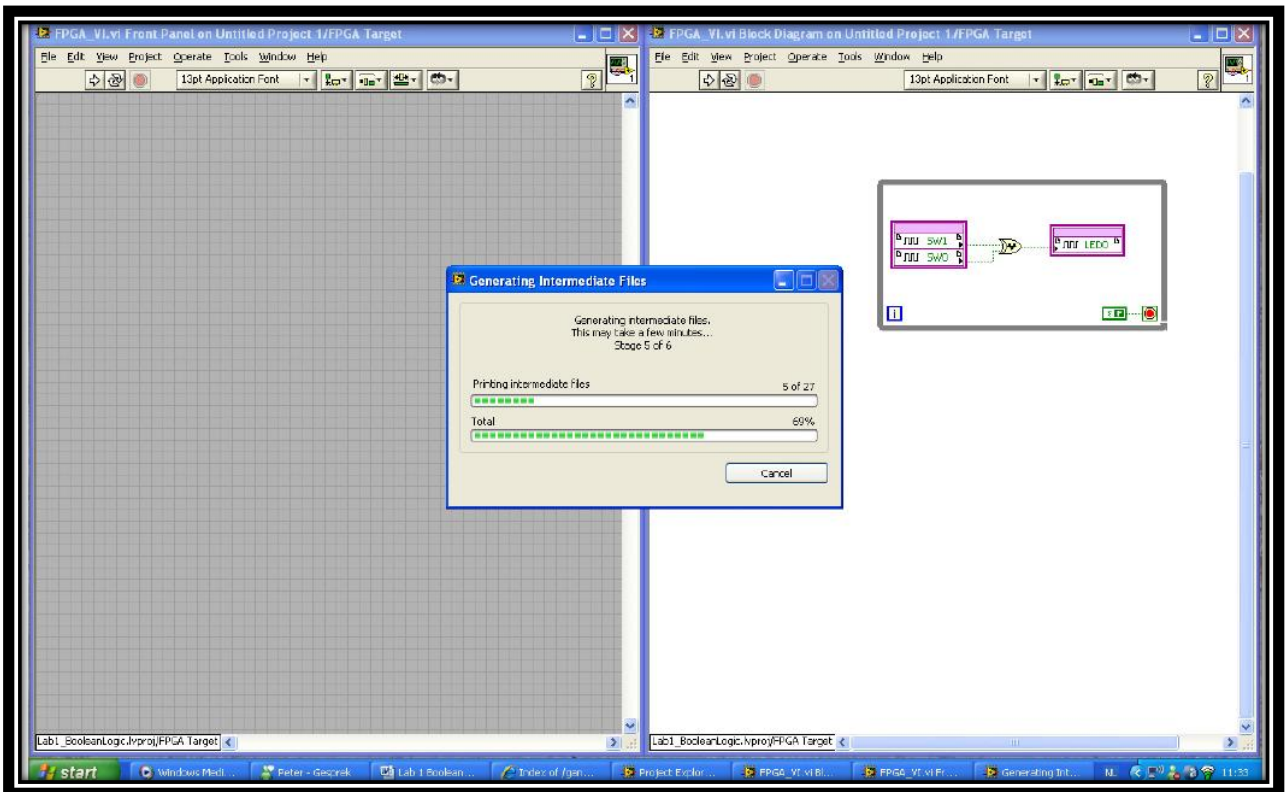 FPGA_VI.vi Front Panel on Untitled Project 1/FPGA Target
File Edit View Project Operate Tools Window Help
13pt Application Font
1
FPGA_VI.vi Block Diagram on Untitled Project 1/FPGA Target
File Edit View Project Operate Tools Window Help
13pt Application Font
1
SW1
SW0
LED0
i
F
Generating Intermediate Files
Generating intermediate files.
This may take a few minutes...
Stage 5 of 6
Printing intermediate files 5 of 27
Total 69%
Cancel
Lab1_BooleanLogic.lvproj/FPGA Target
Lab1_BooleanLogic.lvproj/FPGA Target
start Windows Medi... Peter - Gesprek Lab 1 Boolean ... Index of /gen... Project Explor... FPGA_VI.vi Bl... FPGA_VI.vi Fr... Generating Int... NL 11:33